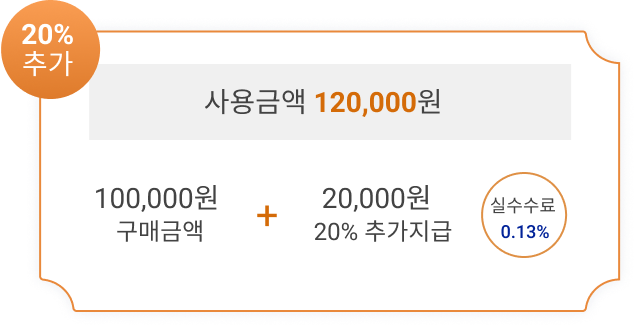 20%
추가
사용금액 120,000원
100,000원
구매금액
+
20,000원
20% 추가지급
실수수료
0.13%